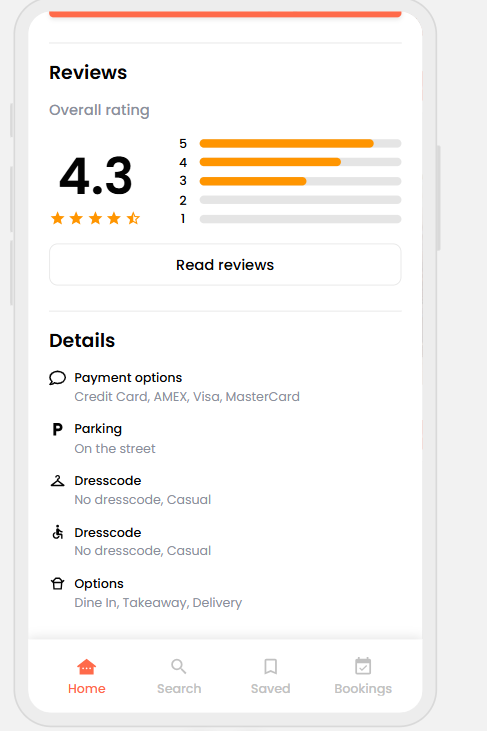 Reviews
Overall rating
4.3
5
4
3
2
1
Read reviews
Details
Payment options
Credit Card, AMEX, Visa, MasterCard
P
Parking
On the street
Dresscode
No dresscode, Casual
Dresscode
No dresscode, Casual
Options
Dine In, Takeaway, Delivery
Home Search Saved Bookings